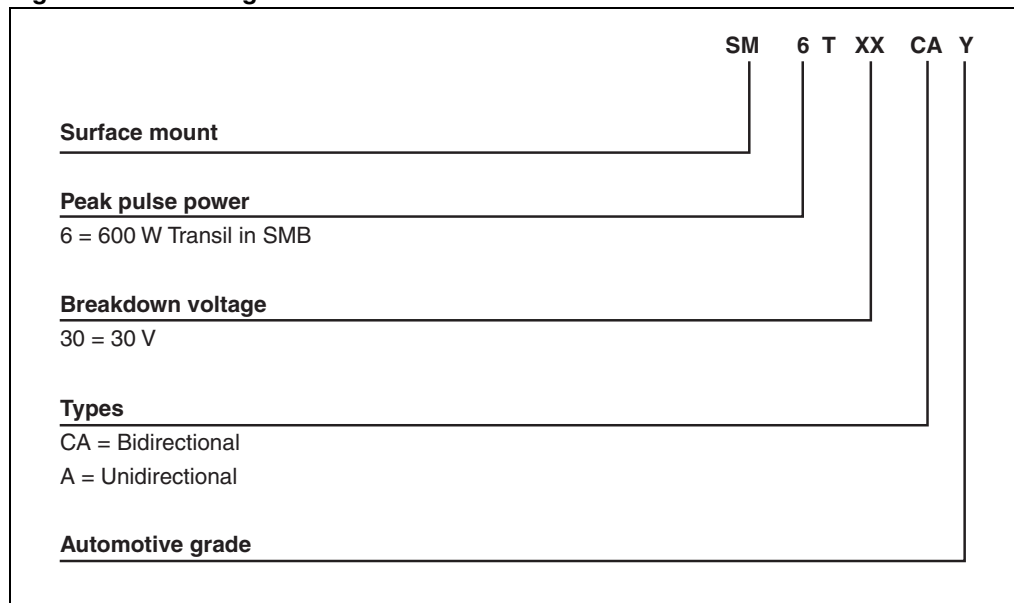 SM 6 T XX CA Y
Surface mount
Peak pulse power
6 = 600 W Transil in SMB
Breakdown voltage
30 = 30 V
Types
CA = Bidirectional
A = Unidirectional
Automotive grade